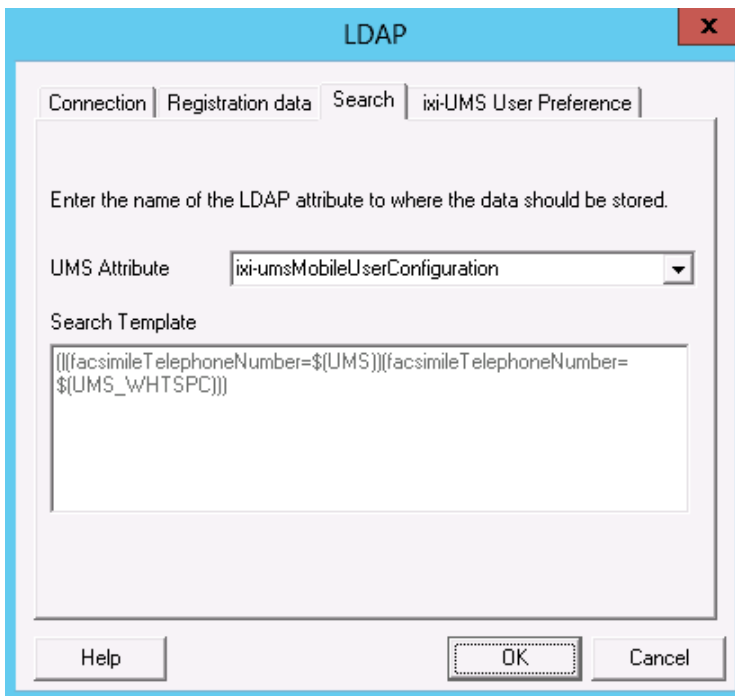 LDAP
x
Connection
Registration data
Search
ixi-UMS User Preference
Enter the name of the LDAP attribute to where the data should be stored.
UMS Attribute
ixi-umsMobileUserConfiguration
Search Template
(|(facsimileTelephoneNumber=$(UMS))(facsimileTelephoneNumber=
$(UMS_WHTSPC)))
Help
OK
Cancel